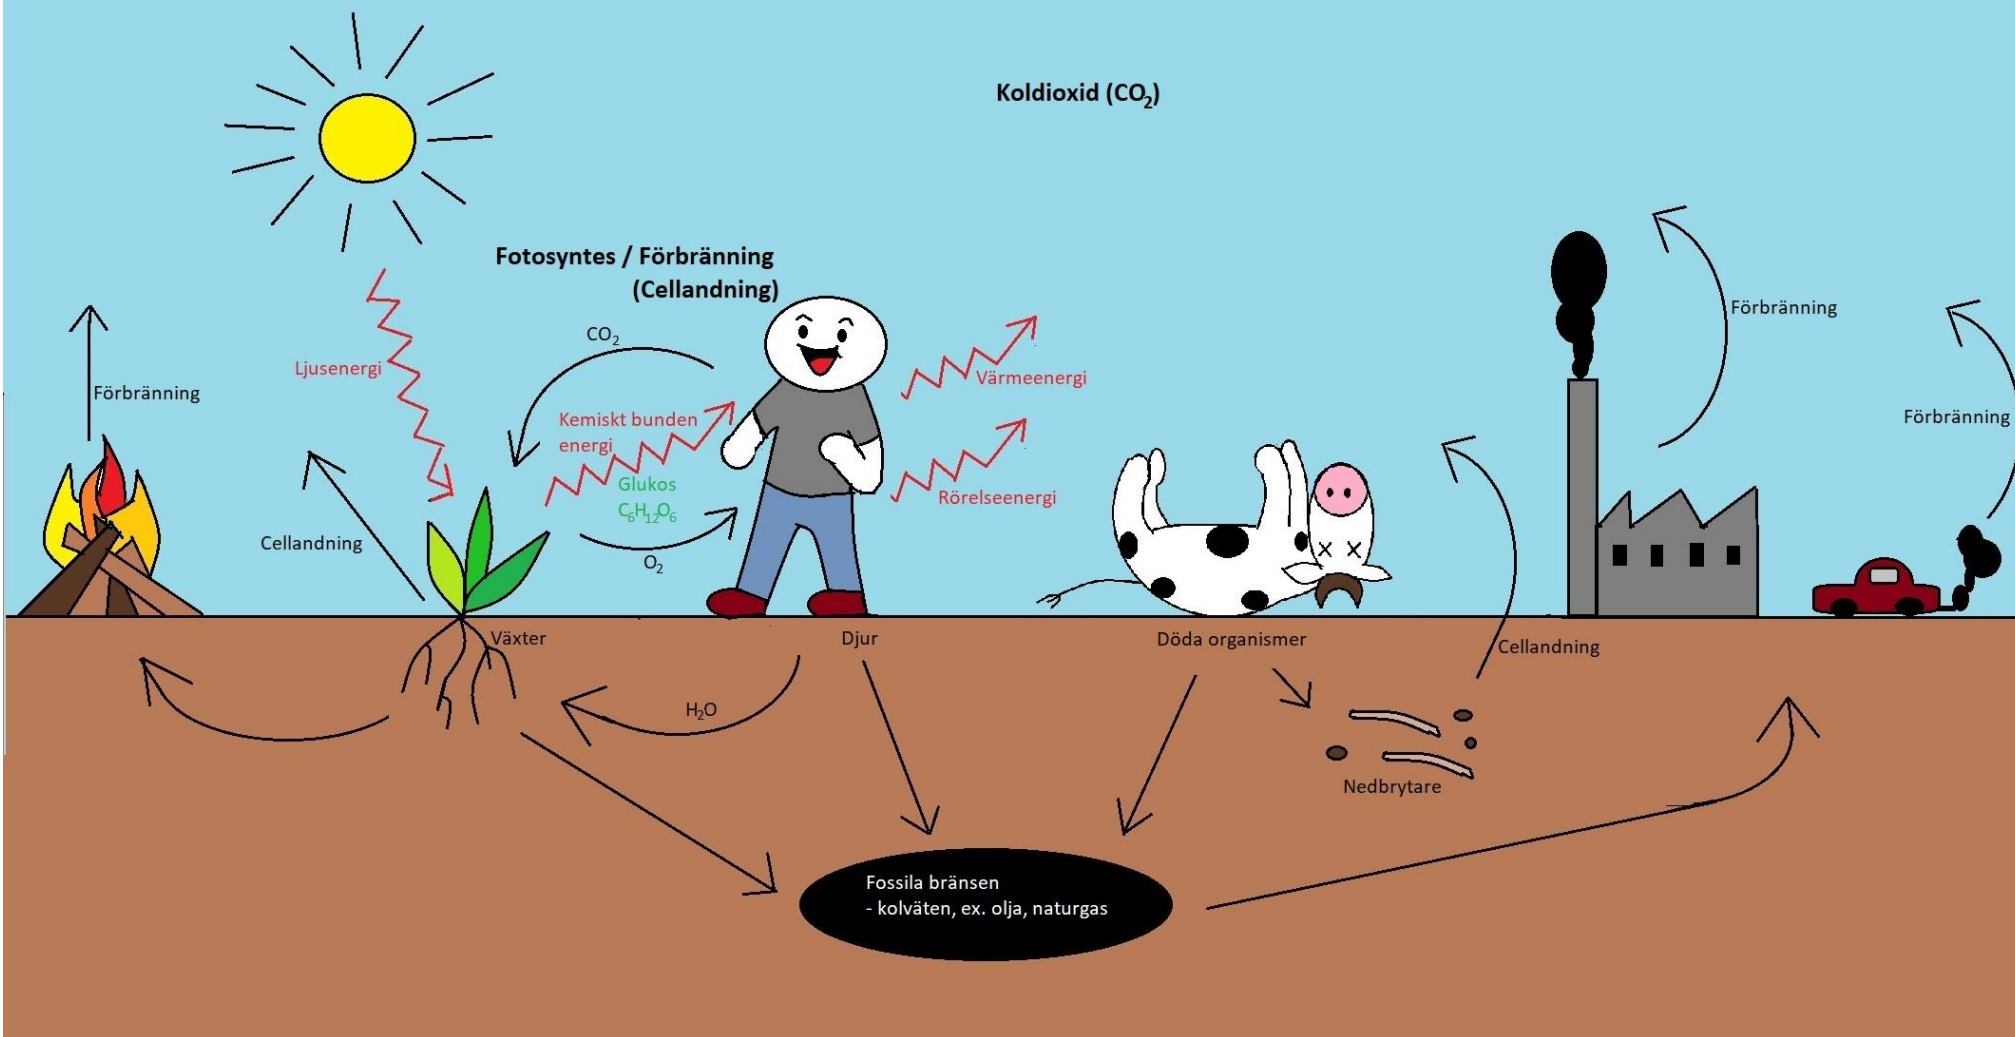 Koldioxid (CO₂)
Fotosyntes / Förbränning
(Cellandning)
CO₂
Förbränning
Ljusenergi
Kemiskt bunden
energi
Glukos
C₆H₁₂O₆
O₂
Värmeenergi
Rörelseenergi
Förbränning
Förbränning
Cellandning
Växter
Djur
Döda organismer
Cellandning
H₂O
Nedbrytare
Fossila bränsen
- kolväten, ex. olja, naturgas